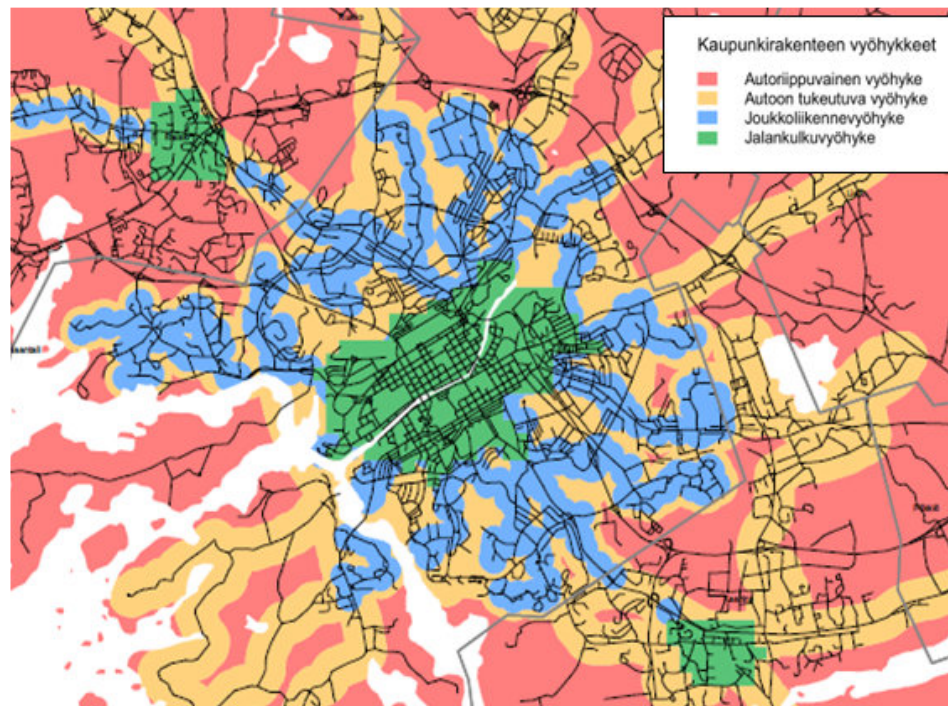 Kaupunkirakenteen vyöhykkeet
Autoriippuvainen vyöhyke
Autoon tukeutuva vyöhyke
Joukkoliikennevyöhyke
Jalankulkuvyöhyke